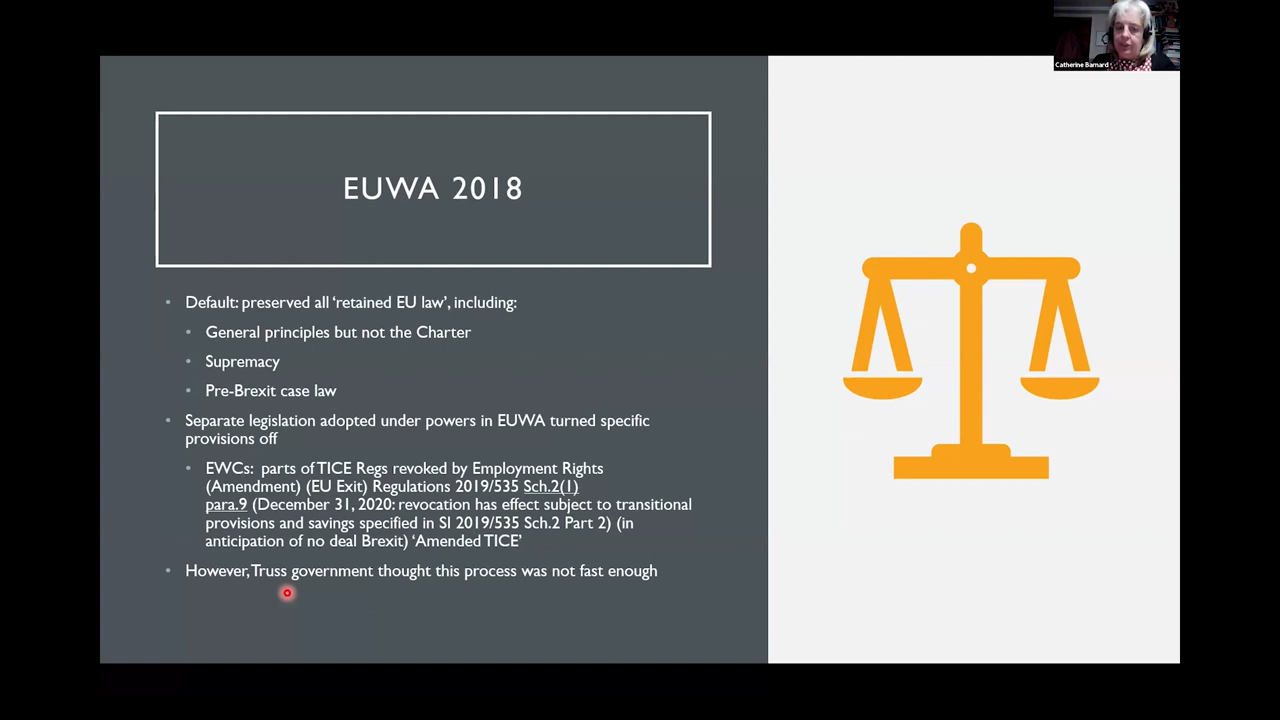 Catherine Barnard
EUWA 2018
• Default: preserved all ‘retained EU law’, including:
• General principles but not the Charter
• Supremacy
• Pre-Brexit case law
• Separate legislation adopted under powers in EUWA turned specific
provisions off
• EWCs: parts of TICE Regs revoked by Employment Rights
(Amendment) (EU Exit) Regulations 2019/535 Sch.2(1)
para.9 (December 31, 2020: revocation has effect subject to transitional
provisions and savings specified in SI 2019/535 Sch.2 Part 2) (in
anticipation of no deal Brexit) ‘Amended TICE’
• However, Truss government thought this process was not fast enough